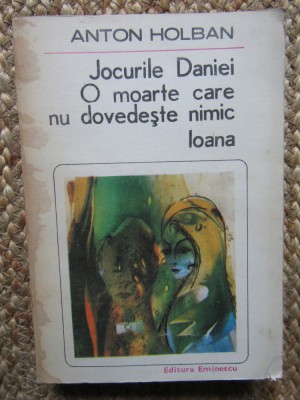 ANTON HOLBAN
Jocurile Daniei
O moarte care
nu dovedește nimic
Ioana
Editura Eminescu